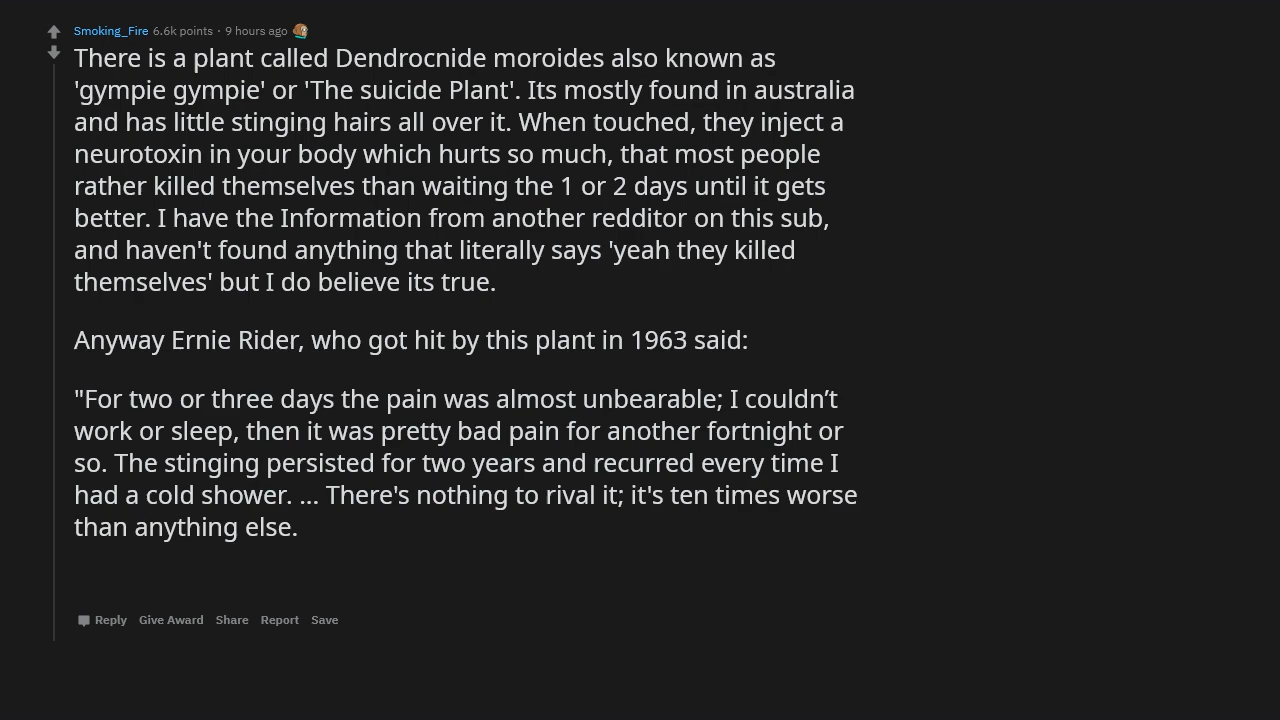 Smoking_Fire 6.6k points · 9 hours ago
There is a plant called Dendrocnide moroides also known as
'gympie gympie' or 'The suicide Plant'. Its mostly found in australia
and has little stinging hairs all over it. When touched, they inject a
neurotoxin in your body which hurts so much, that most people
rather killed themselves than waiting the 1 or 2 days until it gets
better. I have the Information from another redditor on this sub,
and haven't found anything that literally says 'yeah they killed
themselves' but I do believe its true.
Anyway Ernie Rider, who got hit by this plant in 1963 said:
"For two or three days the pain was almost unbearable; I couldn’t
work or sleep, then it was pretty bad pain for another fortnight or
so. The stinging persisted for two years and recurred every time I
had a cold shower. ... There's nothing to rival it; it's ten times worse
than anything else.
Reply Give Award Share Report Save